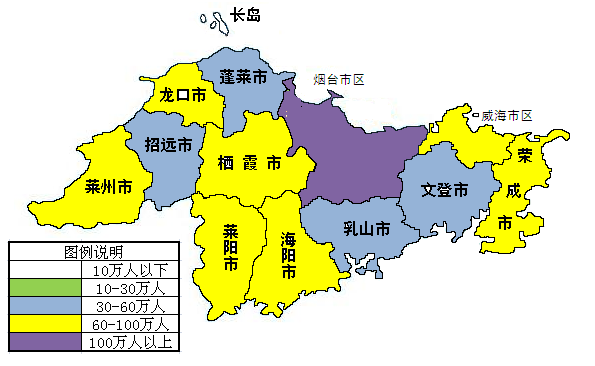 长岛
蓬莱市
烟台市区
龙口市
威海市区
招远市
栖霞市
荣成市
莱州市
文登市
莱阳市
海阳市
乳山市
图例说明
10万人以下
10-30万人
30-60万人
60-100万人
100万人以上